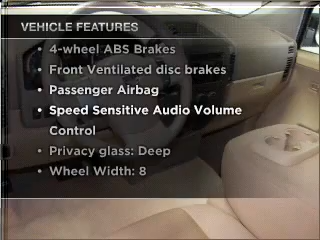 VEHICLE FEATURES
• 4-wheel ABS Brakes
• Front Ventilated disc brakes
• Passenger Airbag
• Speed Sensitive Audio Volume
Control
• Privacy glass: Deep
• Wheel Width: 8